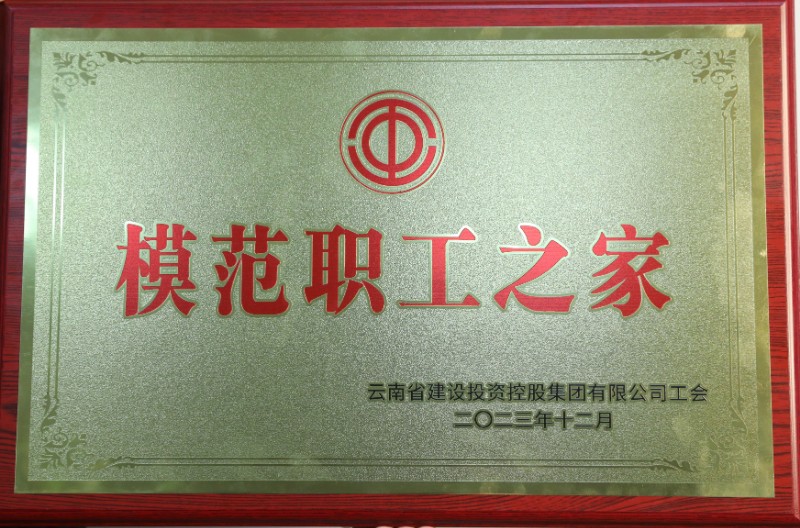 模范职工之家
云南省建设投资控股集团有限公司工会
二〇二三年十二月